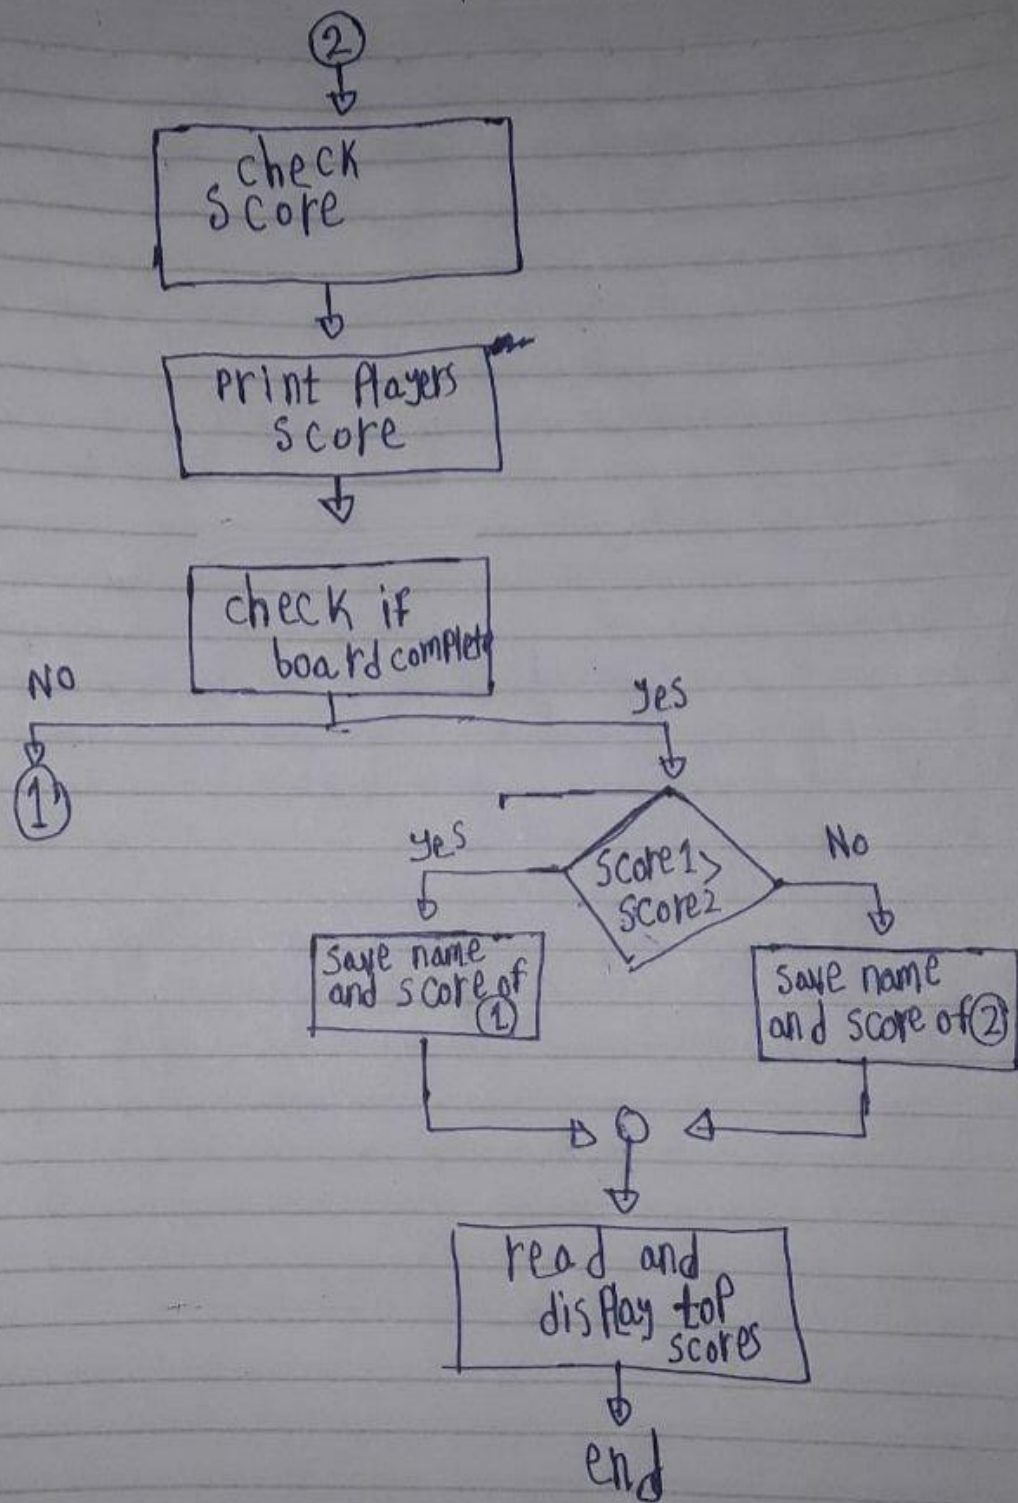 2
check
score
print Players
score
check if
board complete
NO
yes
1
yes
No
score1>
score2
save name
and score of
1
save name
and score of 2
read and
display top
scores
end